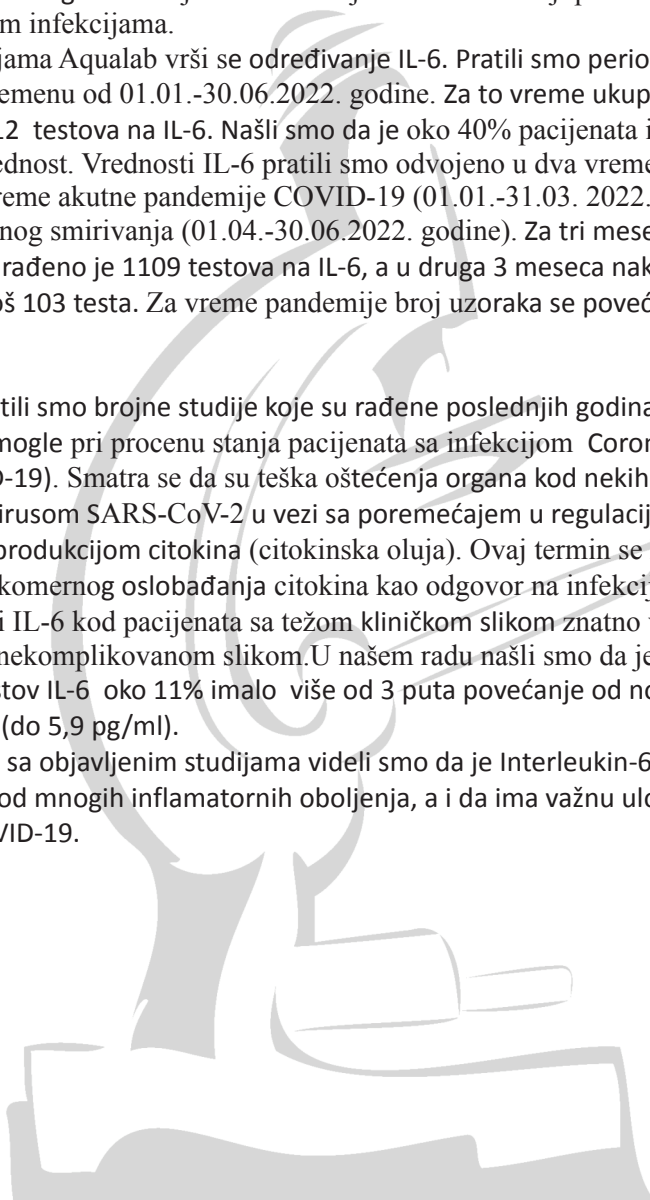 m infekcijama.
jama Aqualab vrši se određivanje IL-6. Pratili smo perio
emenu od 01.01.-30.06.2022. godine. Za to vreme ukup
12 testova na IL-6. Našli smo da je oko 40% pacijenata i
ednost. Vrednosti IL-6 pratili smo odvojeno u dva vreme
reme akutne pandemije COVID-19 (01.01.-31.03. 2022.
nog smirivanja (01.04.-30.06.2022. godine). Za tri mese
rađeno je 1109 testova na IL-6, a u druga 3 meseca nak
oš 103 testa. Za vreme pandemije broj uzoraka se poveć
tili smo brojne studije koje su rađene poslednjih godina
mogle pri procenu stanja pacijenata sa infekcijom Coron
D-19). Smatra se da su teška oštećenja organa kod nekih
irusom SARS-CoV-2 u vezi sa poremećajem u regulacij
produkcijom citokina (citokinska oluja). Ovaj termin se
komernog oslobađanja citokina kao odgovor na infekcij
i IL-6 kod pacijenata sa težom kliničkom slikom znatno v
nekomplikovanom slikom.U našem radu našli smo da je
stov IL-6 oko 11% imalo više od 3 puta povećanje od no
(do 5,9 pg/ml).
sa objavljenim studijama videli smo da je Interleukin-6
od mnogih inflamatornih oboljenja, a i da ima važnu ulo
VID-19.